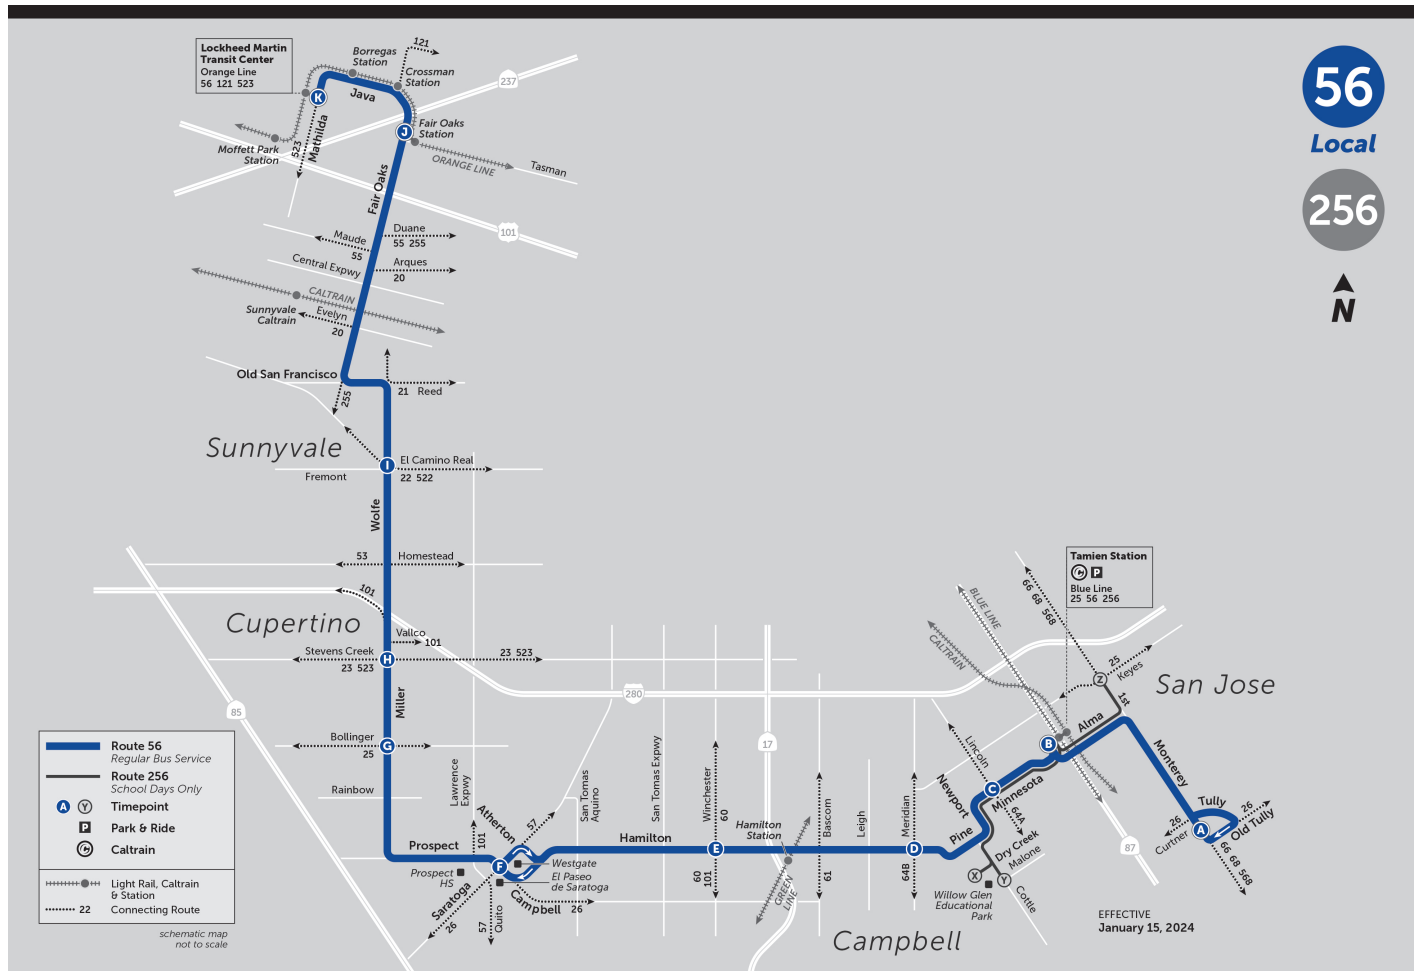 56
Local
256
N
Lockheed Martin
Transit Center
Orange Line
56 121 523
Borregas
Station
121
Crossman
Station
237
K
Java
J
Fair Oaks
Station
Moffett Park
Station
523
Mathilda
ORANGE LINE
Tasman
Fair Oaks
101
Maude
55
Duane
55 255
Central Expwy
Arques
20
CALTRAIN
Sunnyvale
Caltrain
Evelyn
20
Old San Francisco
255
21 Reed
Sunnyvale
I
El Camino Real
22 522
Fremont
Wolfe
53
Homestead
101
Cupertino
Vallco
101
Stevens Creek
23 523
H
23 523
280
Miller
85
Bollinger
25
G
Rainbow
Lawrence
Expwy
101
Prospect
Prospect
HS
F
Atherton
57
Westgate
El Paseo
de Saratoga
Saratoga
26
57
Quito
Campbell
26
San Tomas
Aquino
Hamilton
San Tomas Expwy
Winchester
60
E
60
101
17
Hamilton
Station
GREEN
LINE
Bascom
61
Leigh
Meridian
D
64B
Campbell
Newport
Pine
Lincoln
C
64A
Minnesota
Dry Creek
Malone
X
Y
Cottle
Willow Glen
Educational
Park
BLUE LINE
CALTRAIN
Tamien Station
C P
Blue Line
25 56 256
66 68 568
25
Keyes
Z
1st
Alma
B
San Jose
Monterey
87
Tully
A
26
Curtner
26
Old Tully
66 68 568
EFFECTIVE
January 15, 2024
Route 56
Regular Bus Service
Route 256
School Days Only
A Y Timepoint
P Park & Ride
C Caltrain
Light Rail, Caltrain
& Station
22 Connecting Route
schematic map
not to scale